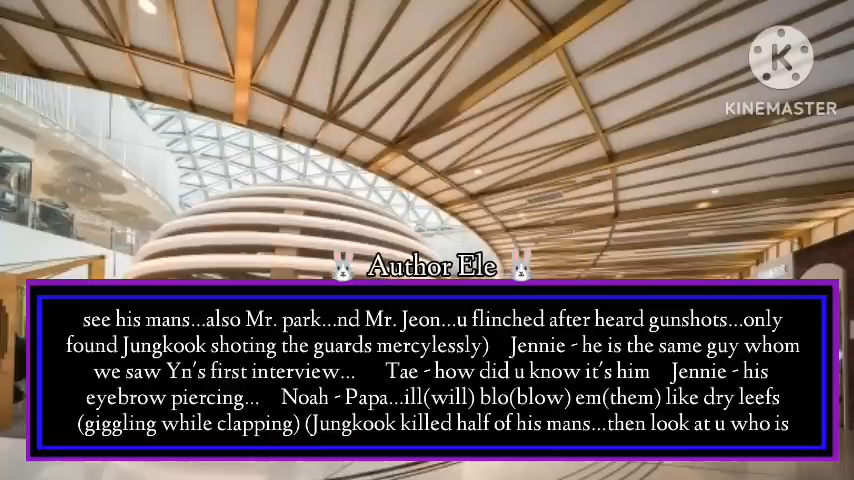 KINEMASTER
Author Ele
see his mans...also Mr. park...nd Mr. Jeon...u flinched after heard gunshots...only
found Jungkook shoting the guards mercylessly) Jennie - he is the same guy whom
we saw Yn's first interview... Tae - how did u know it's him Jennie - his
eyebrow piercing... Noah - Papa...ill(will) blo(blow) em(them) like dry leefs
(giggling while clapping) (Jungkook killed half of his mans...then look at u who is